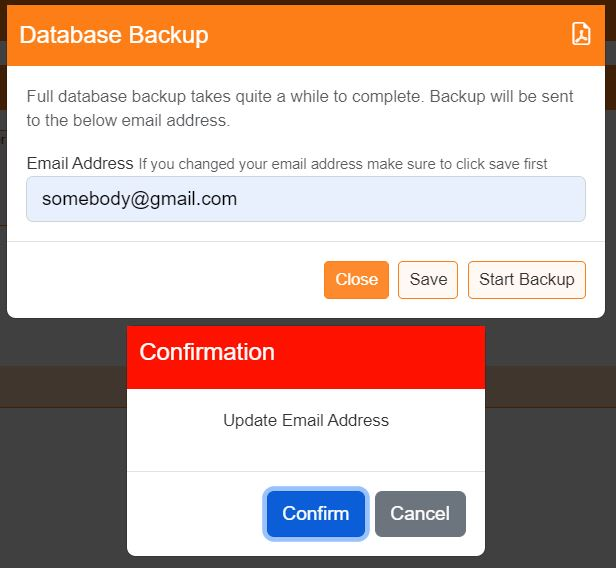 Database Backup
Full database backup takes quite a while to complete. Backup will be sent
to the below email address.
Email Address If you changed your email address make sure to click save first
somebody@gmail.com
Close Save Start Backup
Confirmation
Update Email Address
Confirm Cancel